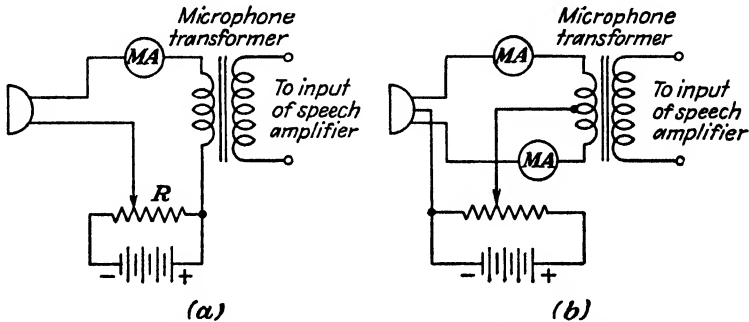 Microphone
transformer
MA
To input
of speech
amplifier
R
- +
(a)
Microphone
transformer
MA
To input
of speech
amplifier
MA
- +
(b)